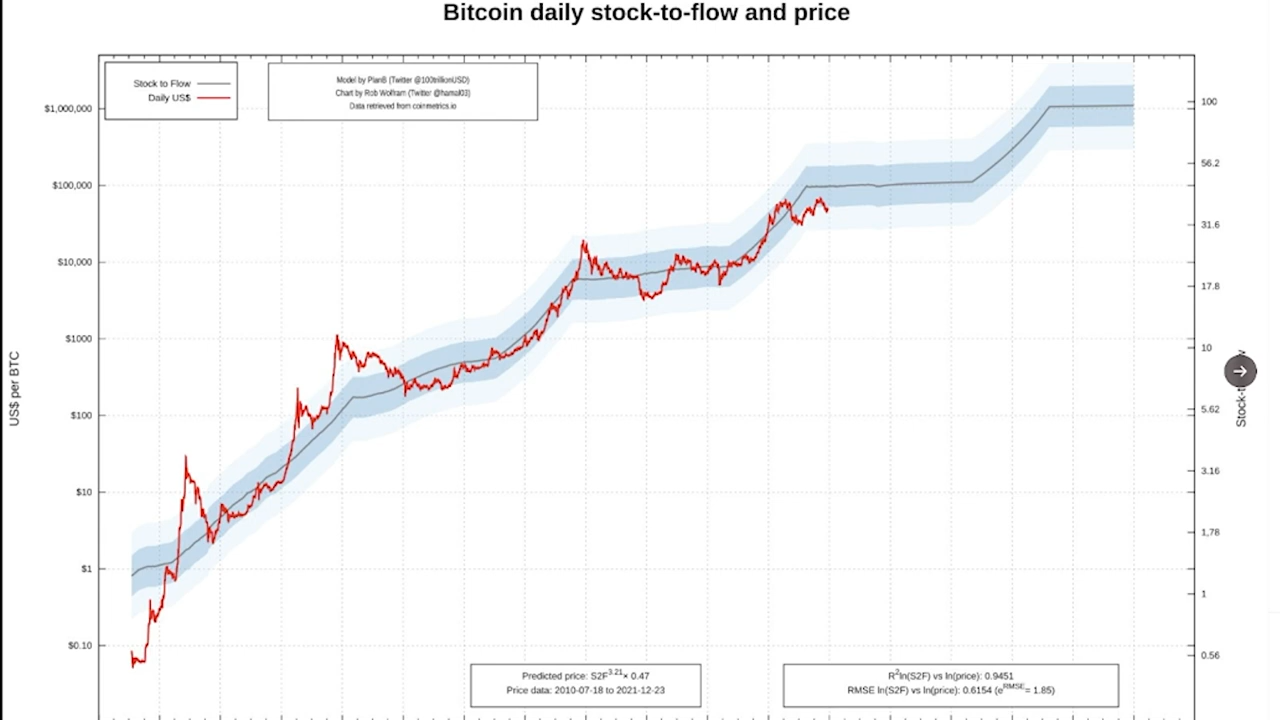 Bitcoin daily stock-to-flow and price
Stock to Flow
Daily US$
Model by PlanB (Twitter @100trillionUSD)
Chart by Rob Wolfram (Twitter @hamal03)
Data retrieved from coinmetrics.io
$1,000,000
$100,000
$10,000
$1000
$100
$10
$1
$0.10
US$ per BTC
100
56.2
31.6
17.8
10
5.62
3.16
1.78
1
0.56
Predicted price: S2F^3.21 × 0.47
Price data: 2010-07-18 to 2021-12-23
R²ln(S2F) vs ln(price): 0.9451
RMSE ln(S2F) vs ln(price): 0.6154 (e^RMSE = 1.85)